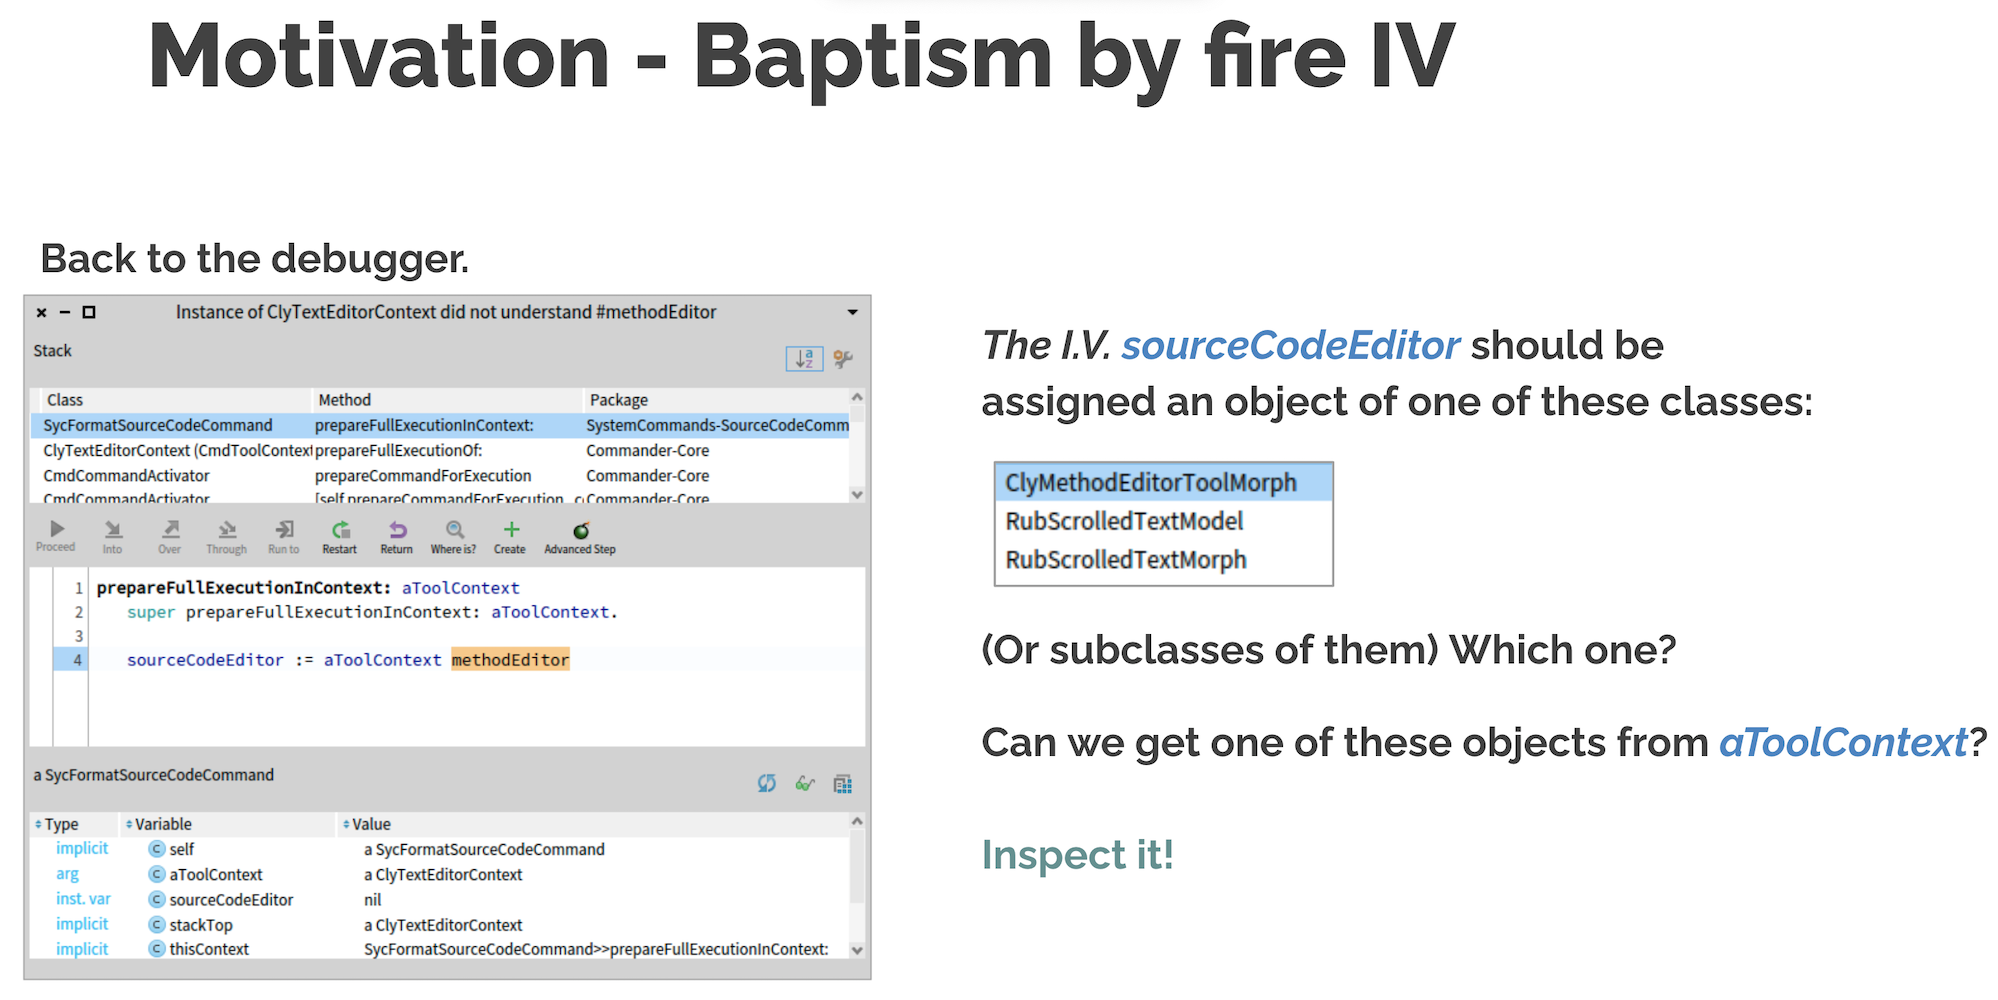 Motivation - Baptism by fire IV
Back to the debugger.
Instance of ClyTextEditorContext did not understand #methodEditor
Stack
Class Method Package
SycFormatSourceCodeCommand prepareFullExecutionInContext: SystemCommands-SourceCodeComm
ClyTextEditorContext (CmdToolContext prepareFullExecutionOf: Commander-Core
CmdCommandActivator prepareCommandForExecution Commander-Core
CmdCommandActivator [self prepareCommandForExecution. c Commander-Core
Proceed Into Over Through Run to Restart Return Where is? Create Advanced Step
1 prepareFullExecutionInContext: aToolContext
2 super prepareFullExecutionInContext: aToolContext.
3
4 sourceCodeEditor := aToolContext methodEditor
a SycFormatSourceCodeCommand
Type Variable Value
implicit C self a SycFormatSourceCodeCommand
arg C aToolContext a ClyTextEditorContext
inst. var C sourceCodeEditor nil
implicit C stackTop a ClyTextEditorContext
implicit C thisContext SycFormatSourceCodeCommand>>prepareFullExecutionInContext:
The I.V. sourceCodeEditor should be
assigned an object of one of these classes:
ClyMethodEditorToolMorph
RubScrolledTextModel
RubScrolledTextMorph
(Or subclasses of them) Which one?
Can we get one of these objects from aToolContext?
Inspect it!